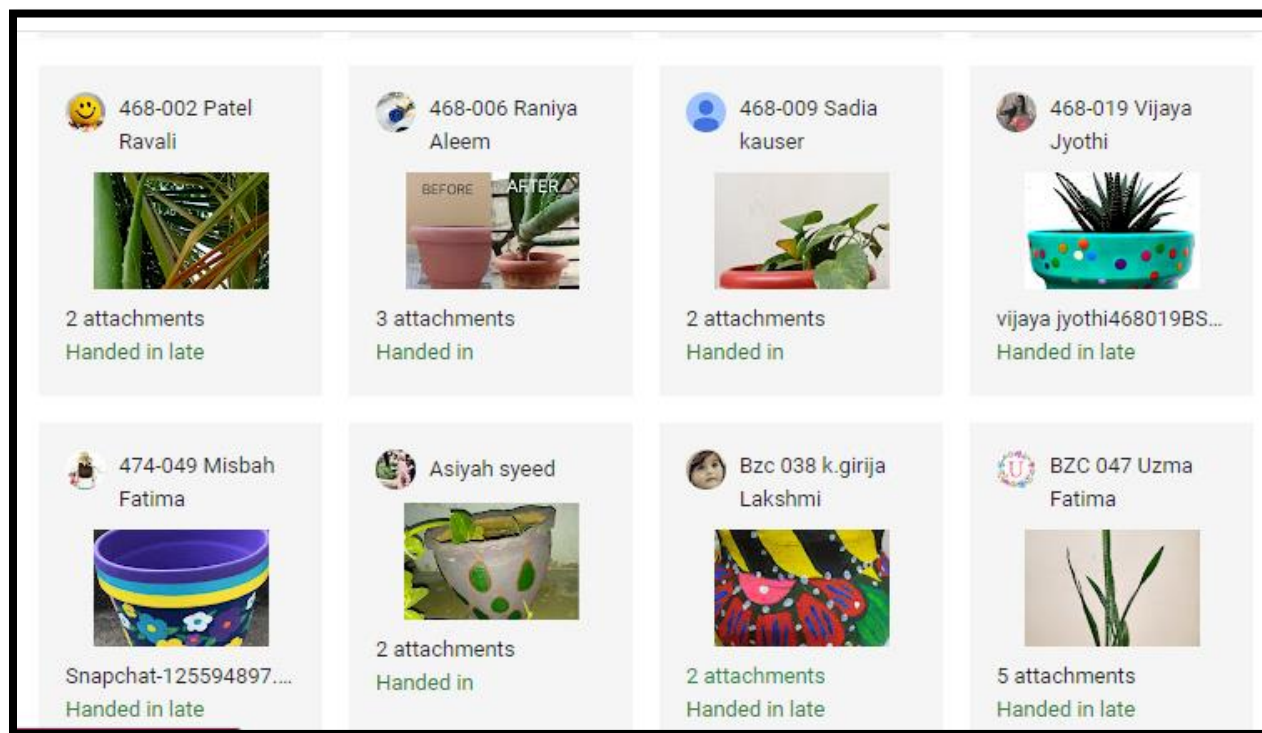 468-002 Patel
Ravali
2 attachments
Handed in late
468-006 Raniya
Aleem
BEFORE
AFTER
3 attachments
Handed in
468-009 Sadia
kauser
2 attachments
Handed in
468-019 Vijaya
Jyothi
vijaya jyothi468019BS...
Handed in late
474-049 Misbah
Fatima
Snapchat-125594897....
Handed in late
Asiyah syeed
2 attachments
Handed in
Bzc 038 k.girija
Lakshmi
2 attachments
Handed in late
BZC 047 Uzma
Fatima
5 attachments
Handed in late